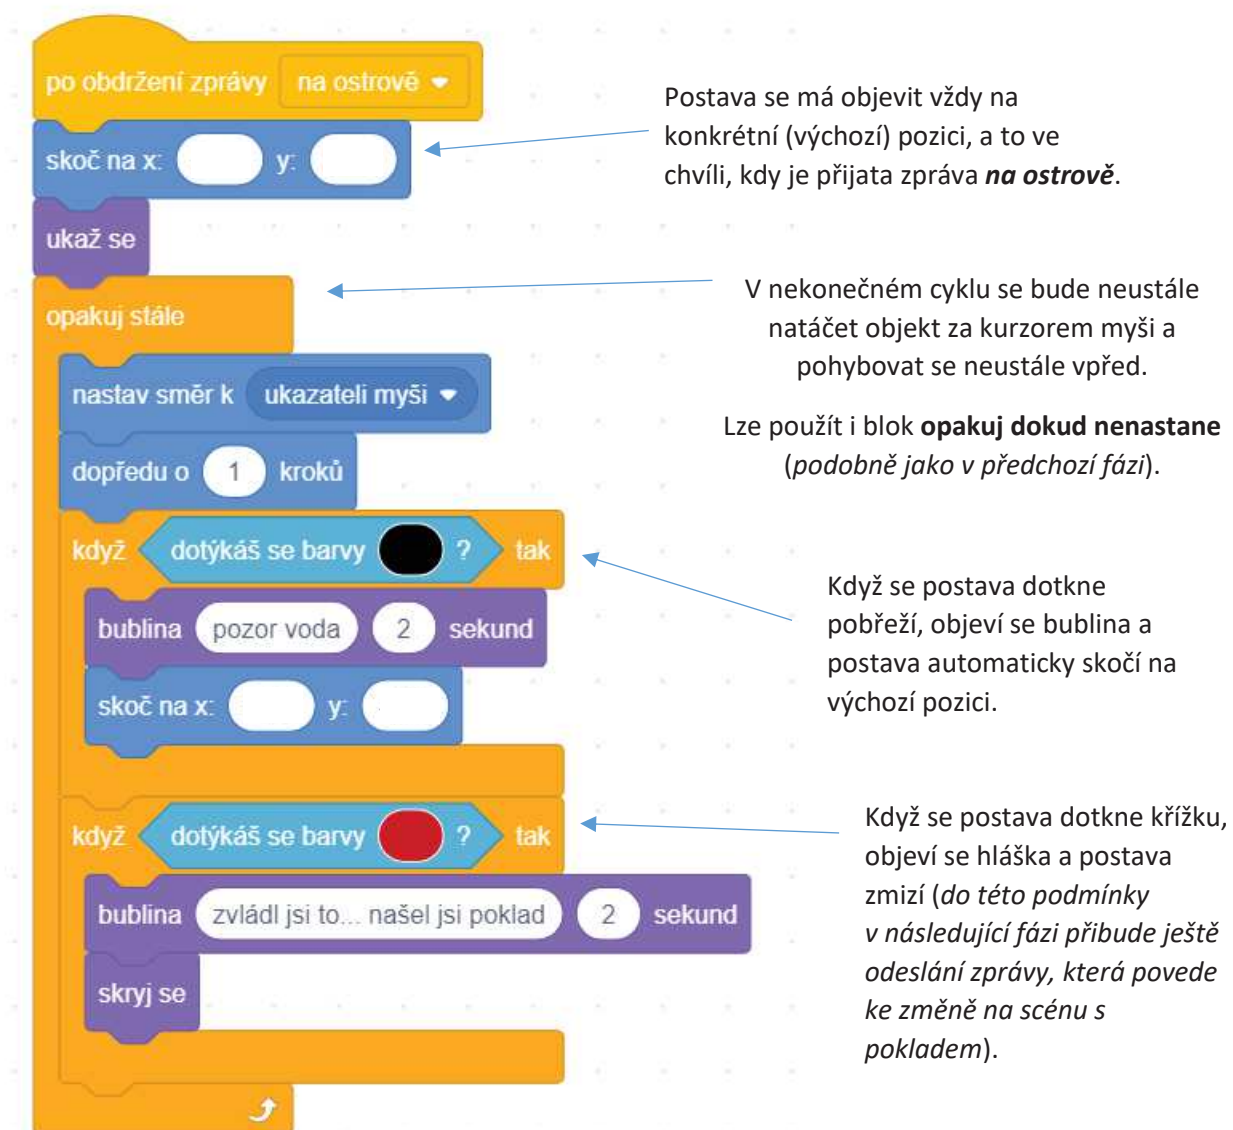 po obdržení zprávy na ostrově
skoč na x: y:
ukaž se
opakuj stále
nastav směr k ukazateli myši
dopředu o 1 kroků
když dotýkáš se barvy ? tak
bublina pozor voda 2 sekund
skoč na x: y:
když dotýkáš se barvy ? tak
bublina zvládl jsi to... našel jsi poklad 2 sekund
skryj se
Postava se má objevit vždy na
konkrétní (výchozí) pozici, a to ve
chvíli, kdy je přijata zpráva na ostrově.
V nekonečném cyklu se bude neustále
natáčet objekt za kurzorem myši a
pohybovat se neustále vpřed.
Lze použít i blok opakuj dokud nenastane
(podobně jako v předchozí fázi).
Když se postava dotkne
pobřeží, objeví se bublina a
postava automaticky skočí na
výchozí pozici.
Když se postava dotkne křížku,
objeví se hláška a postava
zmizí (do této podmínky
v následující fázi přibude ještě
odeslání zprávy, která povede
ke změně na scénu s
pokladem).